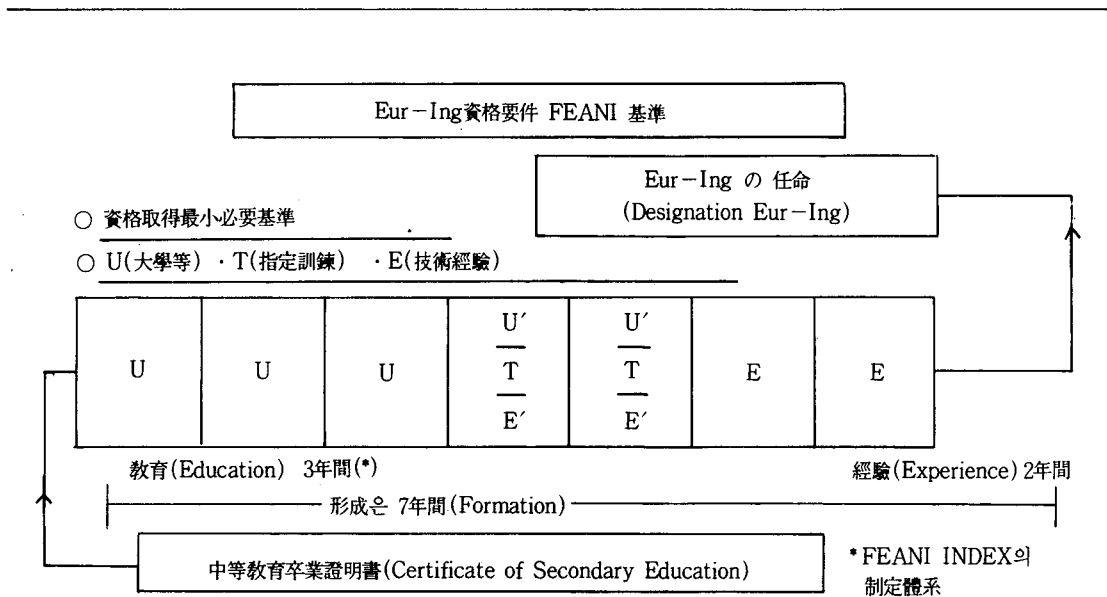 Eur-Ing資格要件 FEANI 基準
Eur-Ing の 任命
(Designation Eur-Ing)
○ 資格取得最小必要基準
○ U(大學等) ・T(指定訓鍊) ・E(技術經驗)
U U U U′ T E′ U′ T E′ E E
敎育(Education) 3年間(*)
經驗(Experience) 2年間
形成은 7年間(Formation)
中等敎育卒業證明書(Certificate of Secondary Education)
*FEANI INDEX의
制定體系